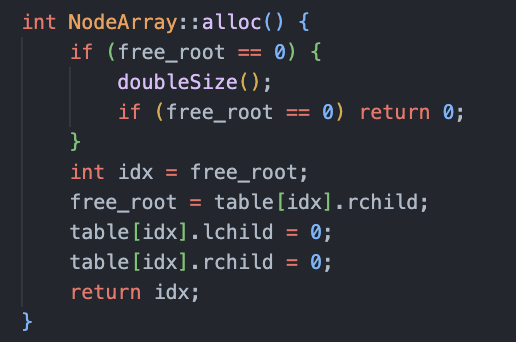 int NodeArray::alloc() {
    if (free_root == 0) {
        doubleSize();
        if (free_root == 0) return 0;
    }
    int idx = free_root;
    free_root = table[idx].rchild;
    table[idx].lchild = 0;
    table[idx].rchild = 0;
    return idx;
}